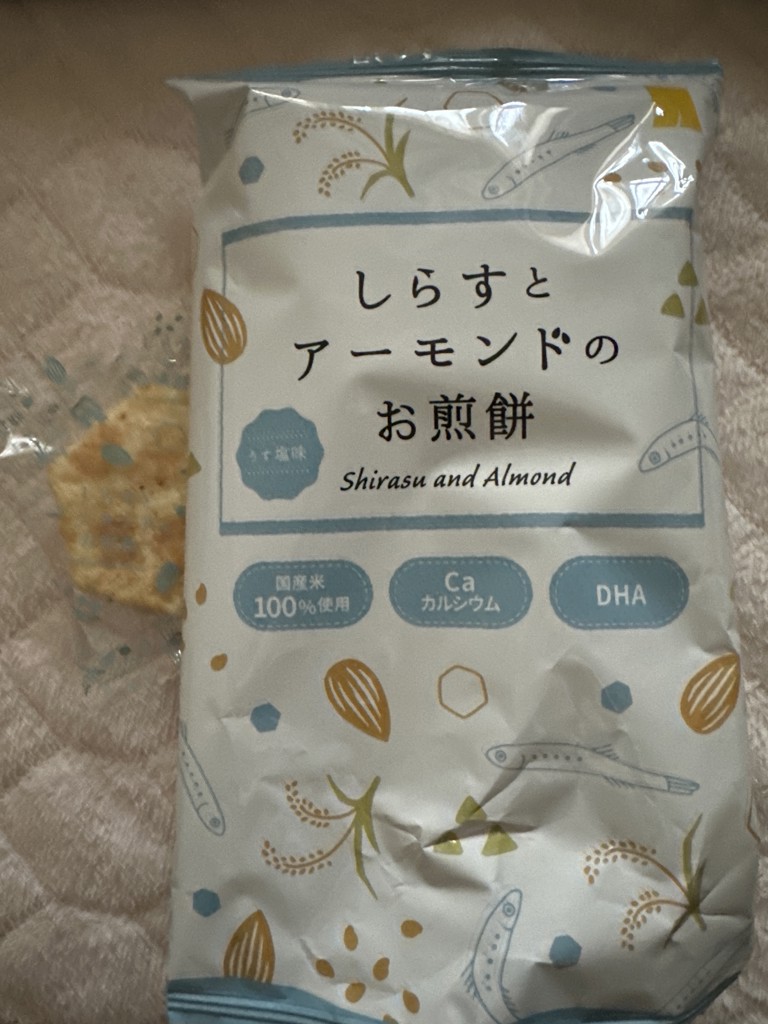 しらすと
アーモンドの
お煎餅
うす塩味
Shirasu and Almond
国産米
100%使用
Ca
カルシウム
DHA